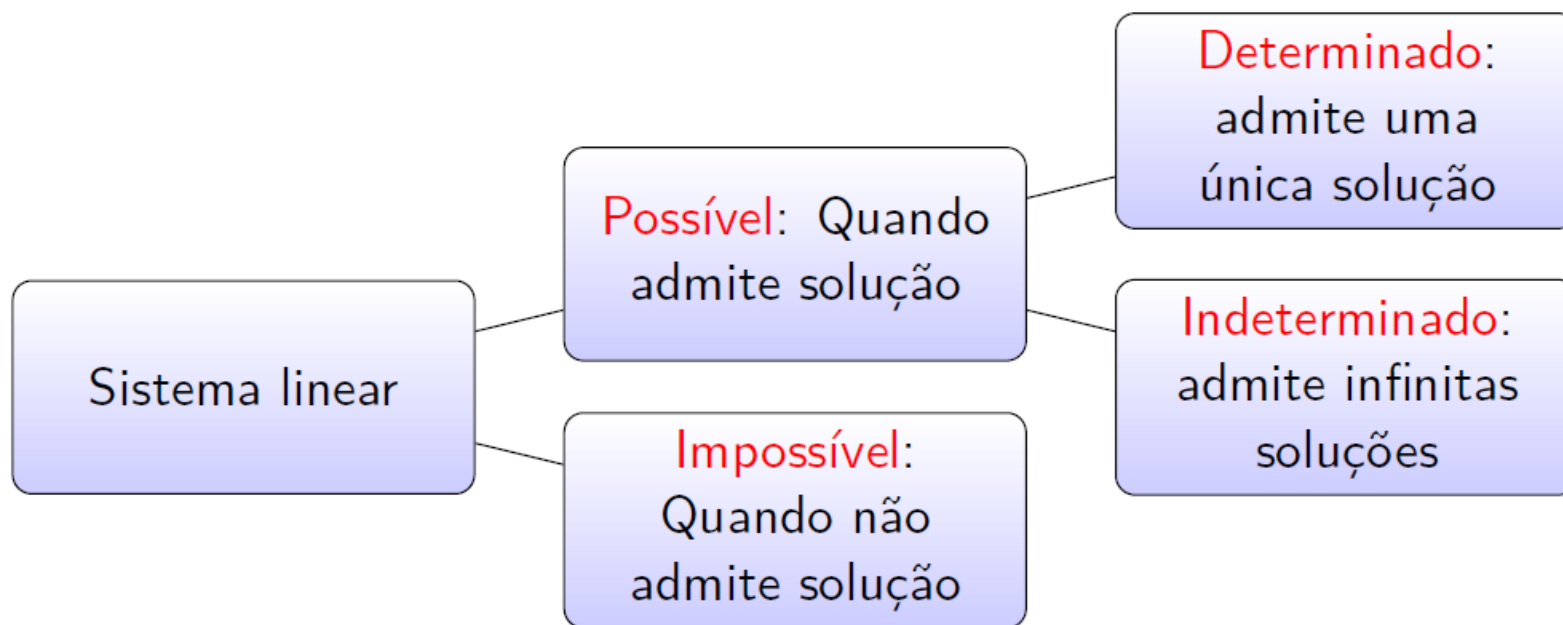 Sistema linear
Possível: Quando
admite solução
Impossível:
Quando não
admite solução
Determinado:
admite uma
única solução
Indeterminado:
admite infinitas
soluções